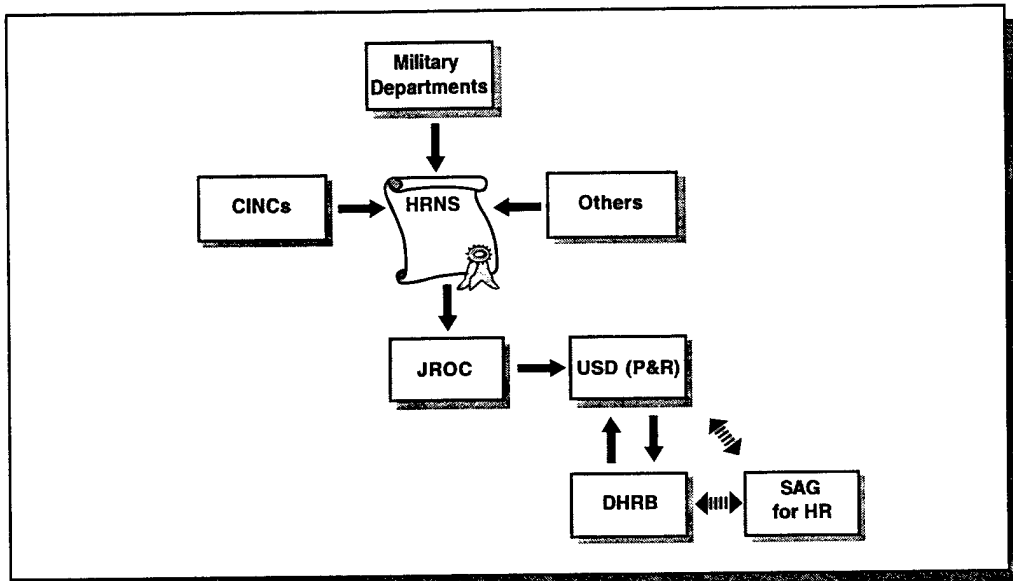 Military
Departments
CINCs
HRNS
Others
JROC
USD (P&R)
DHRB
SAG
for HR